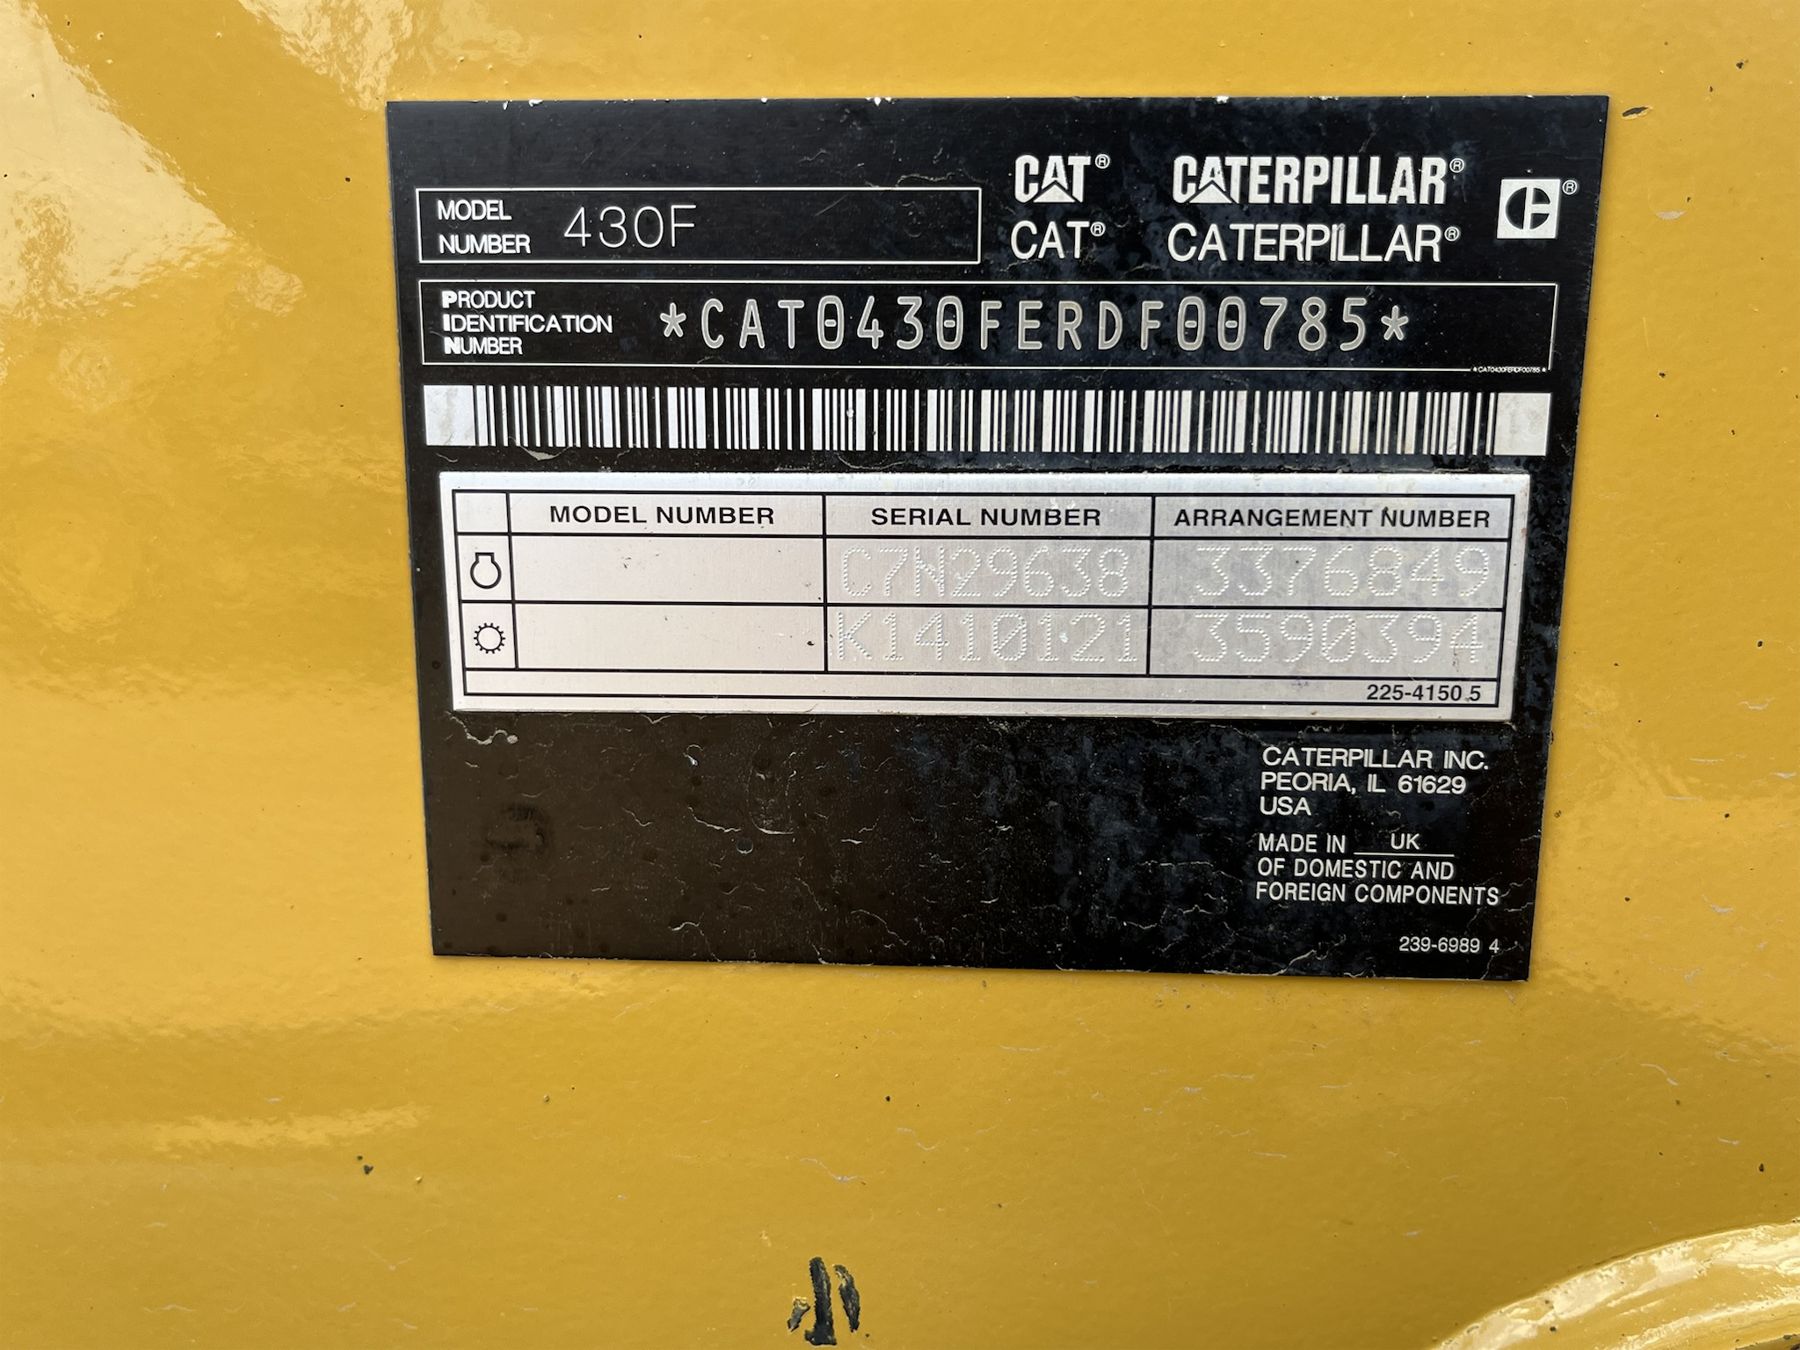 CAT® CATERPILLAR®
MODEL
NUMBER 430F
CAT® CATERPILLAR®
PRODUCT
IDENTIFICATION
NUMBER
*CAT0430FERDF00785*
*CAT0430FERDF00785*
MODEL NUMBER SERIAL NUMBER ARRANGEMENT NUMBER
C7N29638 3376849
K1410121 3590394
225-4150 5
CATERPILLAR INC.
PEORIA, IL 61629
USA
MADE IN UK
OF DOMESTIC AND
FOREIGN COMPONENTS
239-6989 4